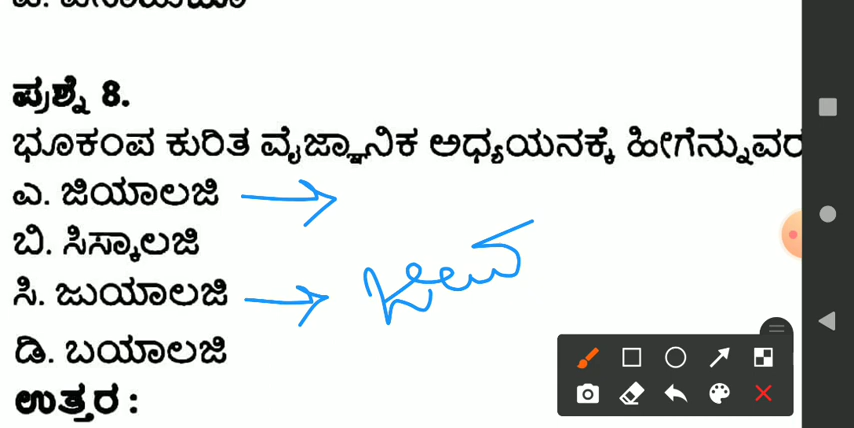 ಪ್ರಶ್ನೆ 8.
ಭೂಕಂಪ ಕುರಿತ ವೈಜ್ಞಾನಿಕ ಅಧ್ಯಯನಕ್ಕೆ ಹೀಗೆನ್ನುವರ
ಎ. ಜಿಯಾಲಜಿ
ಬಿ. ಸಿಸ್ಕಾಲಜಿ
ಸಿ. ಜುಯಾಲಜಿ
ಜೀವ
ಡಿ. ಬಯಾಲಜಿ
ಉತ್ತರ :